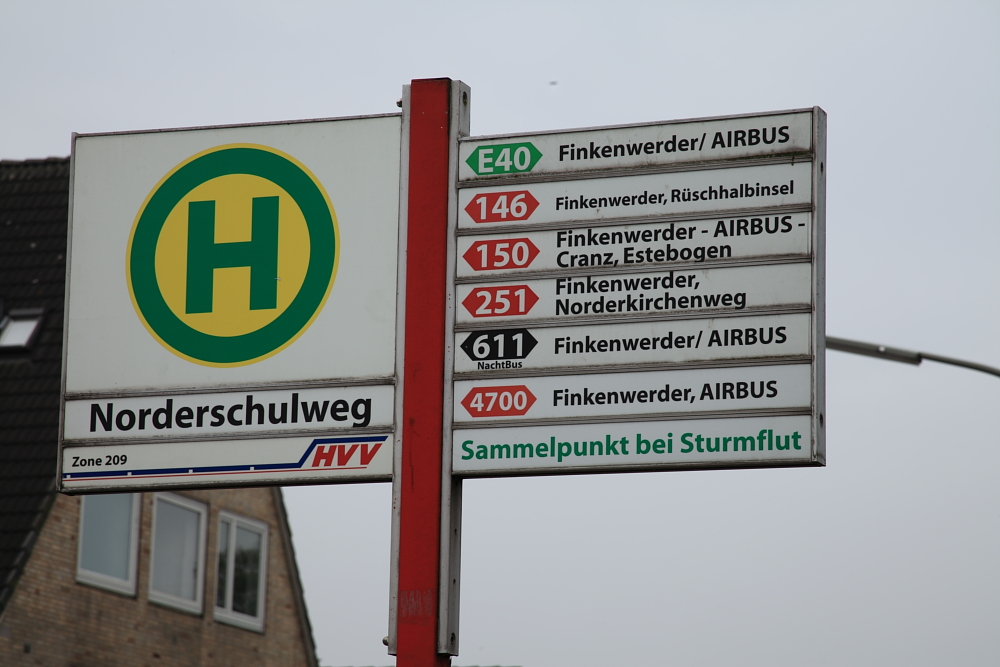 H
Norderschulweg
Zone 209
HVV
E40 Finkenwerder/ AIRBUS
146 Finkenwerder, Rüschhalbinsel
150 Finkenwerder - AIRBUS -
Cranz, Estebogen
251 Finkenwerder,
Norderkirchenweg
611 Finkenwerder/ AIRBUS
NachtBus
4700 Finkenwerder, AIRBUS
Sammelpunkt bei Sturmflut